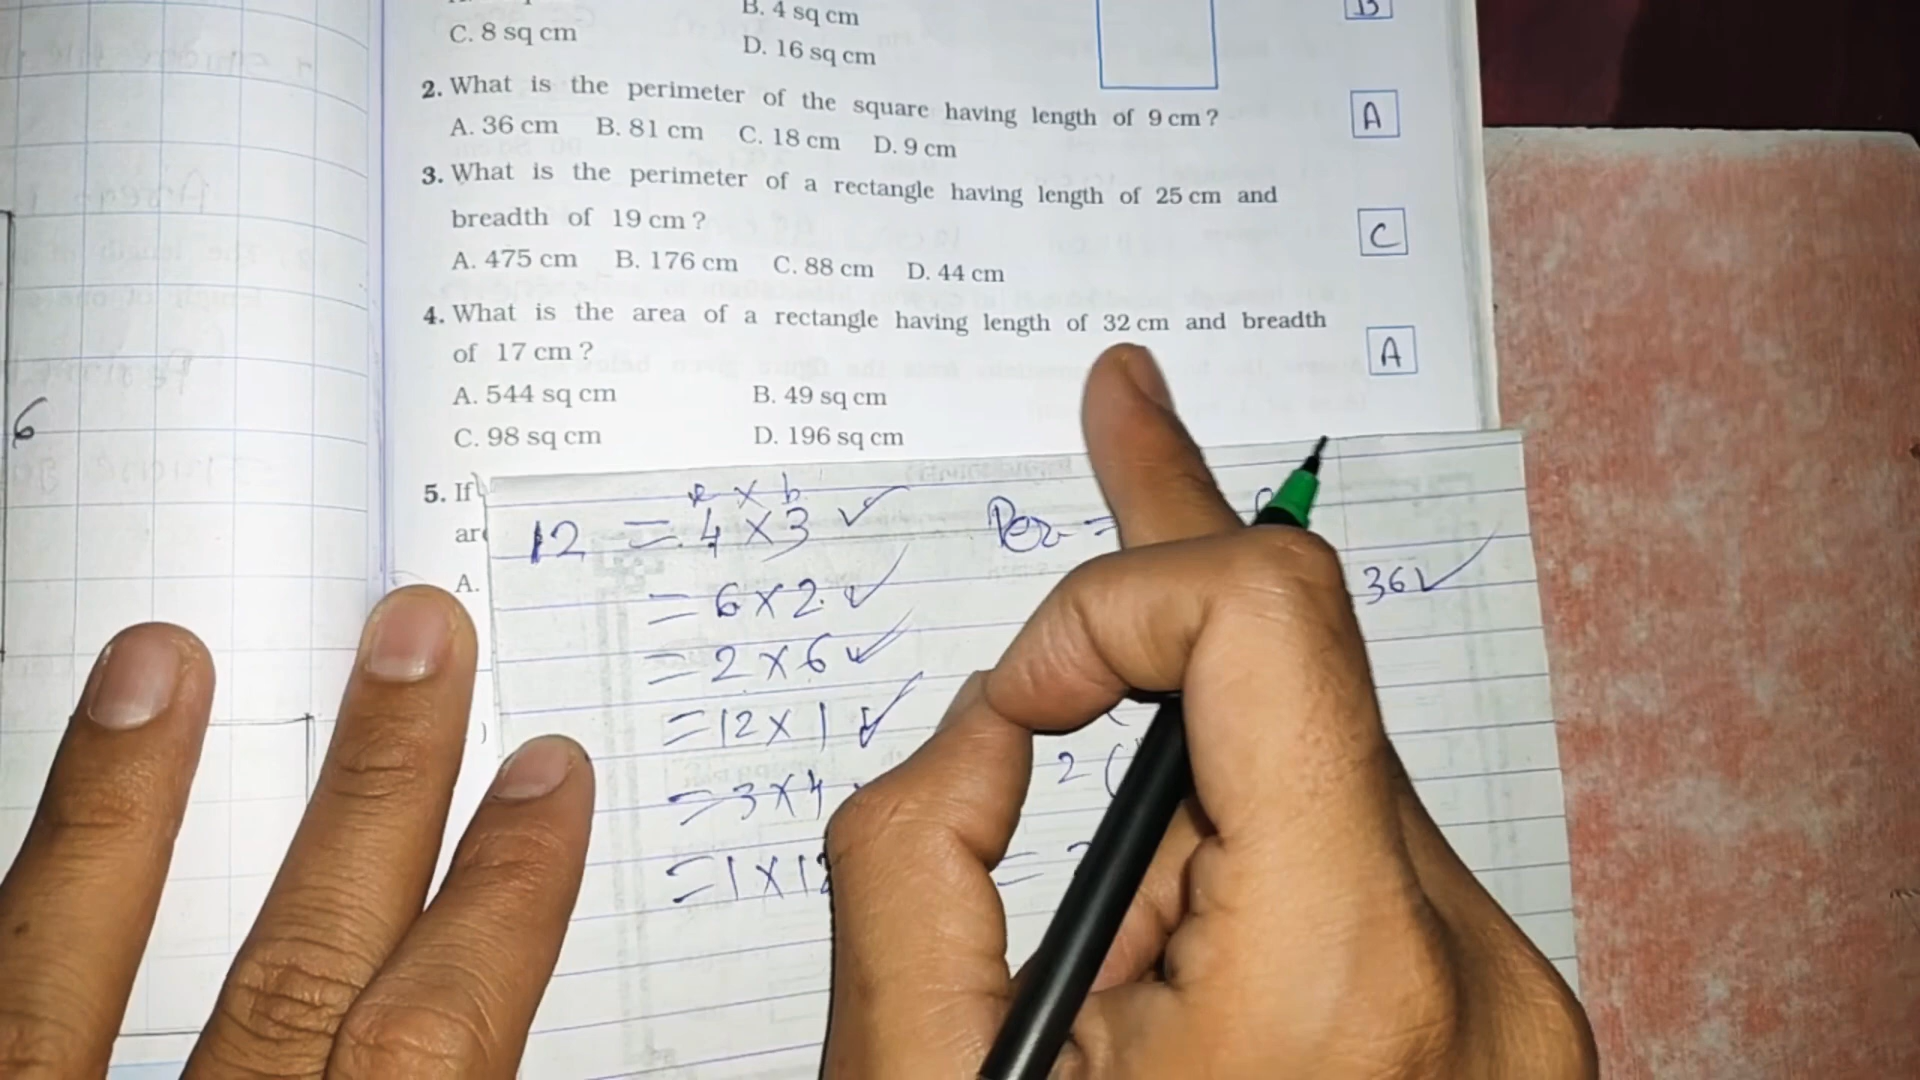 B. 4 sq cm
B
C. 8 sq cm D. 16 sq cm
2. What is the perimeter of the square having length of 9 cm ?
A. 36 cm B. 81 cm C. 18 cm D. 9 cm
A
3. What is the perimeter of a rectangle having length of 25 cm and
breadth of 19 cm ?
C
A. 475 cm B. 176 cm C. 88 cm D. 44 cm
4. What is the area of a rectangle having length of 32 cm and breadth
of 17 cm ?
A
A. 544 sq cm B. 49 sq cm
C. 98 sq cm D. 196 sq cm
6
5. If
are
A.
)
l × b
12 = 4 × 3 ✓
= 6 × 2 ✓
= 2 × 6 ✓
= 12 × 1 ✓
= 3 × 4
= 1 × 12
Per =
36 ✓
2 (
=